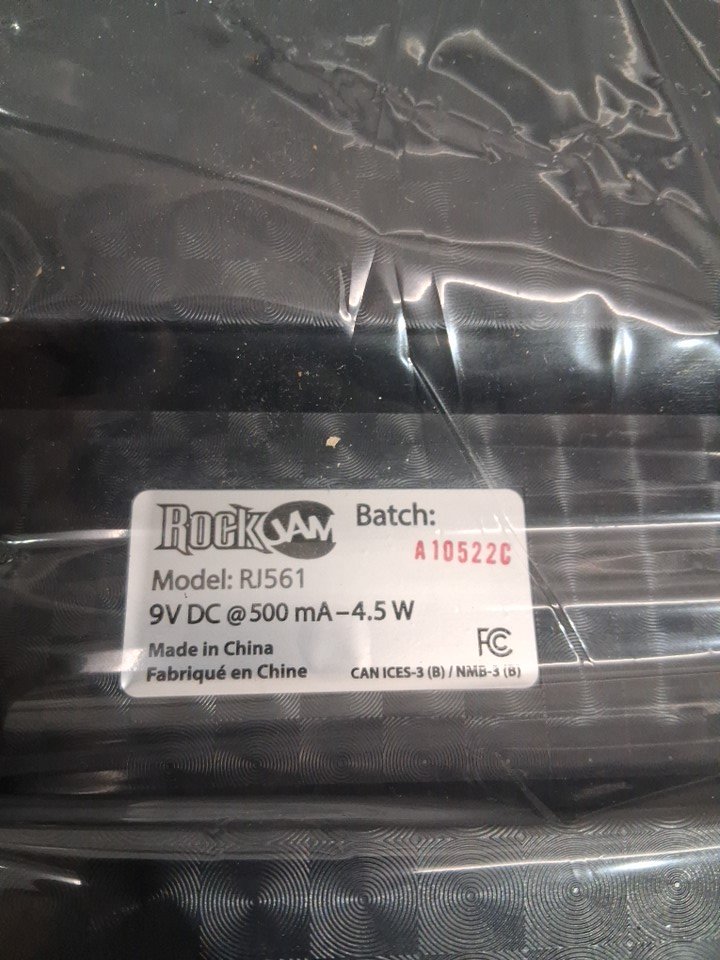 ROCKJAM Batch:
A10522C
Model: RJ561
9V DC @ 500 mA–4.5 W
Made in China
Fabriqué en Chine
FC
CAN ICES-3 (B) / NMB-3 (B)